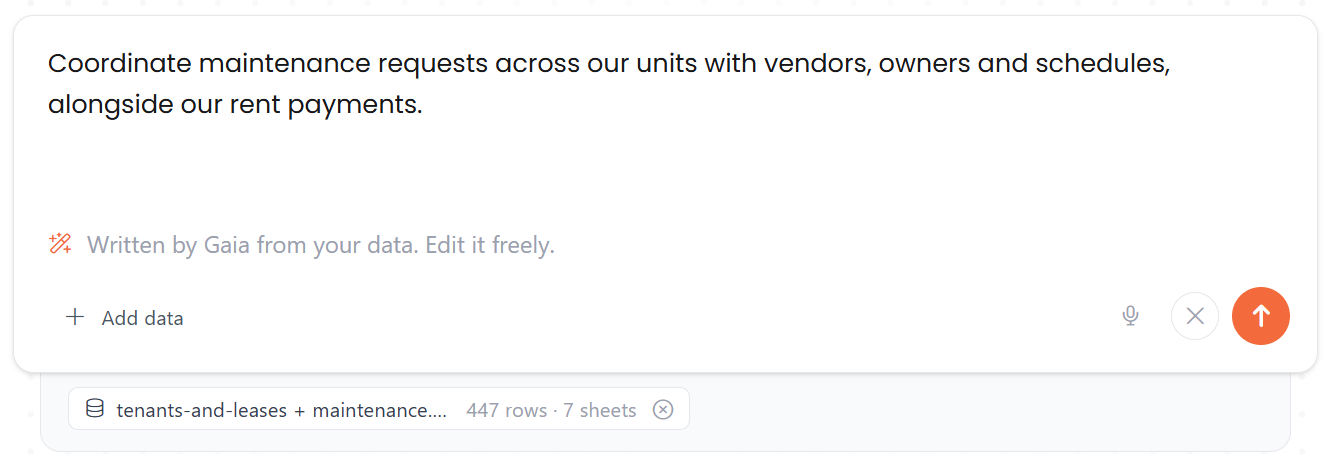 Coordinate maintenance requests across our units with vendors, owners and schedules,
alongside our rent payments.
Written by Gaia from your data. Edit it freely.
Add data
tenants-and-leases + maintenance.... 447 rows · 7 sheets